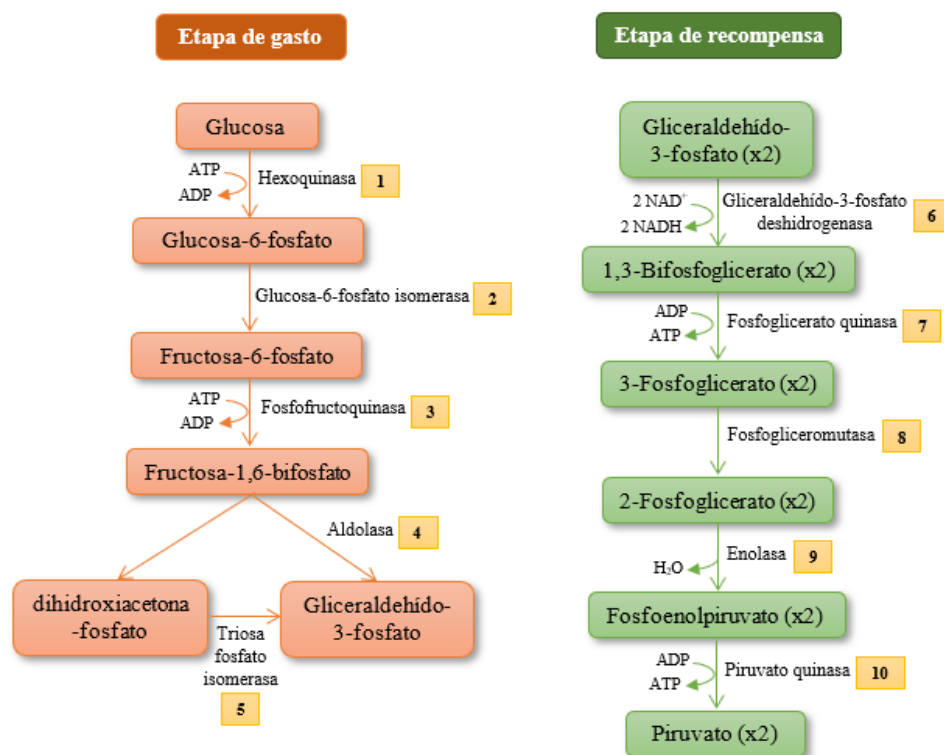 Etapa de gasto
Glucosa
ATP
ADP
Hexoquinasa
1
Glucosa-6-fosfato
Glucosa-6-fosfato isomerasa
2
Fructosa-6-fosfato
ATP
ADP
Fosfofructoquinasa
3
Fructosa-1,6-bifosfato
Aldolasa
4
dihidroxiacetona
-fosfato
Gliceraldehído-
3-fosfato
Triosa
fosfato
isomerasa
5
Etapa de recompensa
Gliceraldehído-
3-fosfato (x2)
2 NAD⁺
2 NADH
Gliceraldehído-3-fosfato
deshidrogenasa
6
1,3-Bifosfoglicerato (x2)
ADP
ATP
Fosfoglicerato quinasa
7
3-Fosfoglicerato (x2)
Fosfogliceromutasa
8
2-Fosfoglicerato (x2)
H₂O
Enolasa
9
Fosfoenolpiruvato (x2)
ADP
ATP
Piruvato quinasa
10
Piruvato (x2)